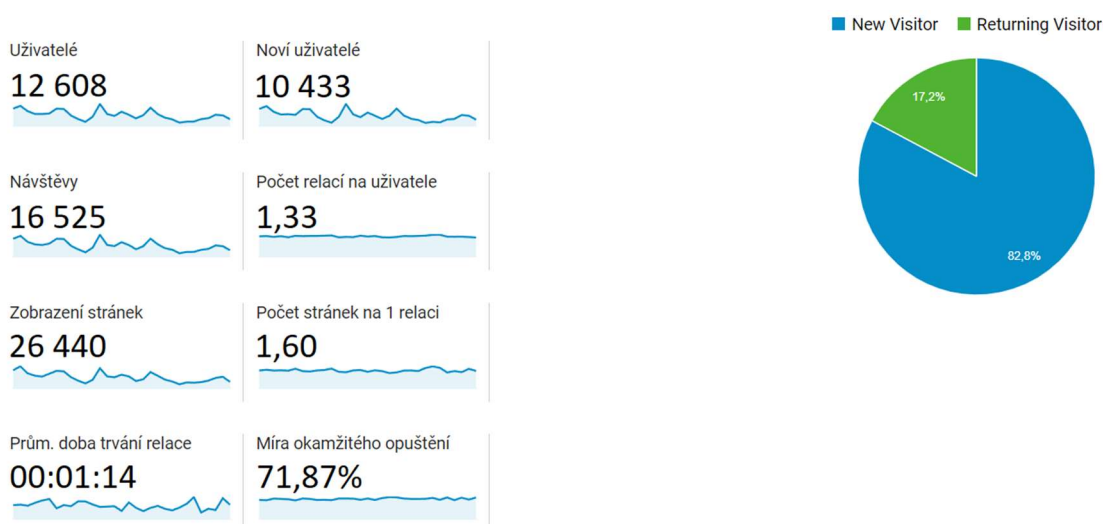 New Visitor Returning Visitor
Uživatelé
12 608
Noví uživatelé
10 433
17,2%
82,8%
Návštěvy
16 525
Počet relací na uživatele
1,33
Zobrazení stránek
26 440
Počet stránek na 1 relaci
1,60
Prům. doba trvání relace
00:01:14
Míra okamžitého opuštění
71,87%